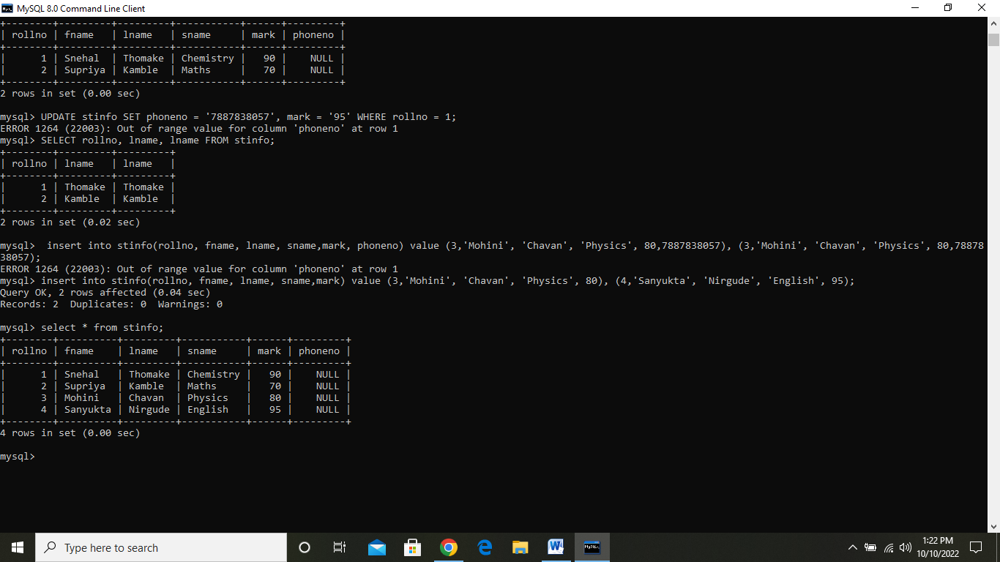 MySQL 8.0 Command Line Client
+--------+---------+---------+-----------+------+---------+
| rollno | fname   | lname   | sname     | mark | phoneno |
+--------+---------+---------+-----------+------+---------+
|      1 | Snehal  | Thomake | Chemistry |   90 |    NULL |
|      2 | Supriya | Kamble  | Maths     |   70 |    NULL |
+--------+---------+---------+-----------+------+---------+
2 rows in set (0.00 sec)
mysql> UPDATE stinfo SET phoneno = '7887838057', mark = '95' WHERE rollno = 1;
ERROR 1264 (22003): Out of range value for column 'phoneno' at row 1
mysql> SELECT rollno, lname, lname FROM stinfo;
+--------+---------+---------+
| rollno | lname   | lname   |
+--------+---------+---------+
|      1 | Thomake | Thomake |
|      2 | Kamble  | Kamble  |
+--------+---------+---------+
2 rows in set (0.02 sec)
mysql>  insert into stinfo(rollno, fname, lname, sname,mark, phoneno) value (3,'Mohini', 'Chavan', 'Physics', 80,7887838057), (3,'Mohini', 'Chavan', 'Physics', 80,78878
38057);
ERROR 1264 (22003): Out of range value for column 'phoneno' at row 1
mysql> insert into stinfo(rollno, fname, lname, sname,mark) value (3,'Mohini', 'Chavan', 'Physics', 80), (4,'Sanyukta', 'Nirgude', 'English', 95);
Query OK, 2 rows affected (0.04 sec)
Records: 2  Duplicates: 0  Warnings: 0
mysql> select * from stinfo;
+--------+----------+---------+-----------+------+---------+
| rollno | fname    | lname   | sname     | mark | phoneno |
+--------+----------+---------+-----------+------+---------+
|      1 | Snehal   | Thomake | Chemistry |   90 |    NULL |
|      2 | Supriya  | Kamble  | Maths     |   70 |    NULL |
|      3 | Mohini   | Chavan  | Physics   |   80 |    NULL |
|      4 | Sanyukta | Nirgude | English   |   95 |    NULL |
+--------+----------+---------+-----------+------+---------+
4 rows in set (0.00 sec)
mysql>
Type here to search
1:22 PM
10/10/2022